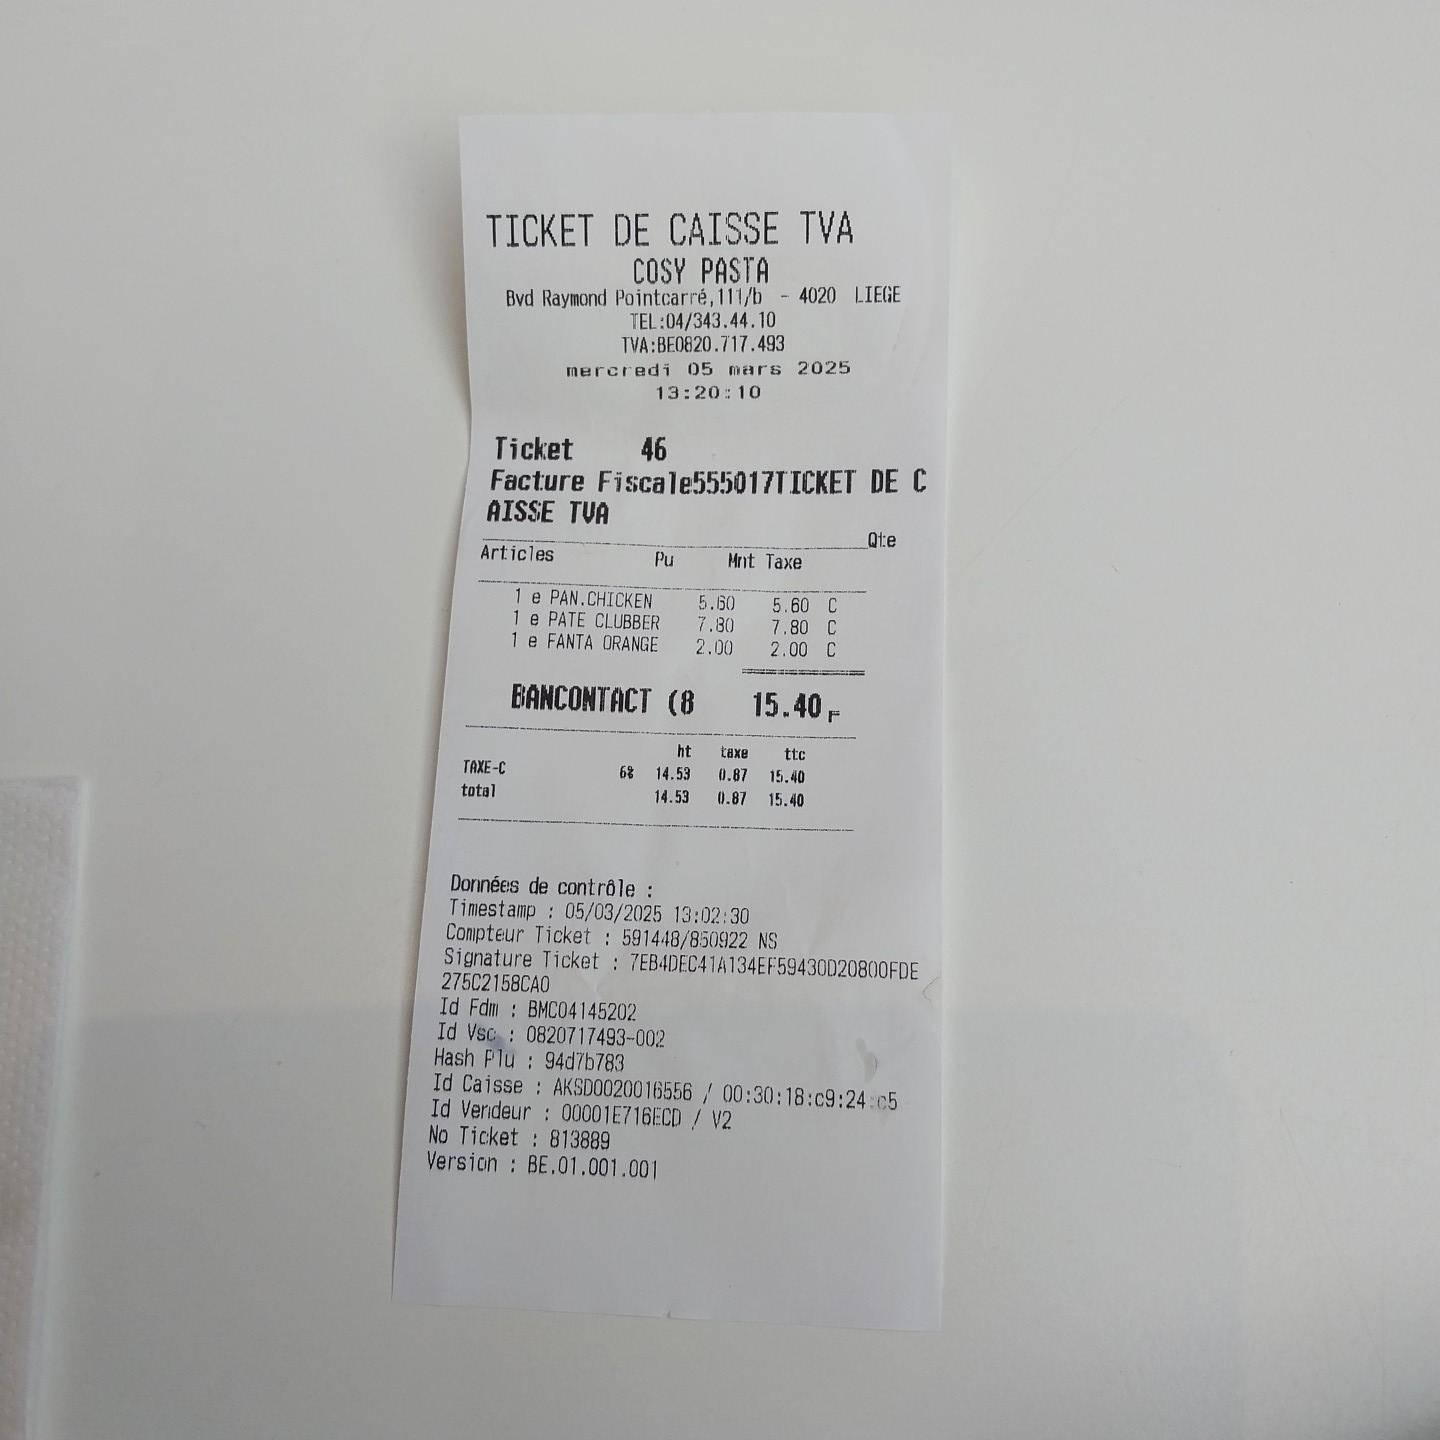 TICKET DE CAISSE TVA
COSY PASTA
Bvd Raymond Pointcarré,111/b - 4020 LIEGE
TEL:04/343.44.10
TVA:BE0820.717.493
mercredi 05 mars 2025
13:20:10
Ticket 46
Facture Fiscale555017TICKET DE C
AISSE TVA
Qte
Articles Pu Mnt Taxe
1 e PAN.CHICKEN 5.60 5.60 C
1 e PATE CLUBBER 7.80 7.80 C
1 e FANTA ORANGE 2.00 2.00 C
BANCONTACT (8 15.40
ht taxe ttc
TAXE-C 6% 14.53 0.87 15.40
total 14.53 0.87 15.40
Données de contrôle :
Timestamp : 05/03/2025 13:02:30
Compteur Ticket : 591448/850922 NS
Signature Ticket : 7EB4DEC41A134EF59430D20800FDE
275C2158CA0
Id Fdm : BMC04145202
Id Vsc : 0820717493-002
Hash Plu : 94d7b783
Id Caisse : AKSD0020016556 / 00:30:18:c9:24:c5
Id Vendeur : 00001E716ECD / V2
No Ticket : 813889
Version : BE.01.001.001